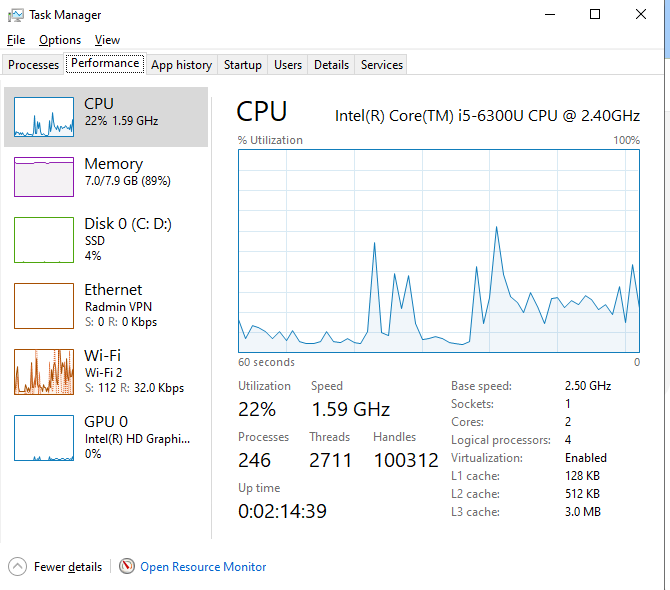 Task Manager
File Options View
Processes Performance App history Startup Users Details Services
CPU
22% 1.59 GHz
Memory
7.0/7.9 GB (89%)
Disk 0 (C: D:)
SSD
4%
Ethernet
Radmin VPN
S: 0 R: 0 Kbps
Wi-Fi
Wi-Fi 2
S: 112 R: 32.0 Kbps
GPU 0
Intel(R) HD Graphi...
0%
CPU Intel(R) Core(TM) i5-6300U CPU @ 2.40GHz
% Utilization 100%
60 seconds 0
Utilization Speed
22% 1.59 GHz
Processes Threads Handles
246 2711 100312
Up time
0:02:14:39
Base speed: 2.50 GHz
Sockets: 1
Cores: 2
Logical processors: 4
Virtualization: Enabled
L1 cache: 128 KB
L2 cache: 512 KB
L3 cache: 3.0 MB
Fewer details Open Resource Monitor